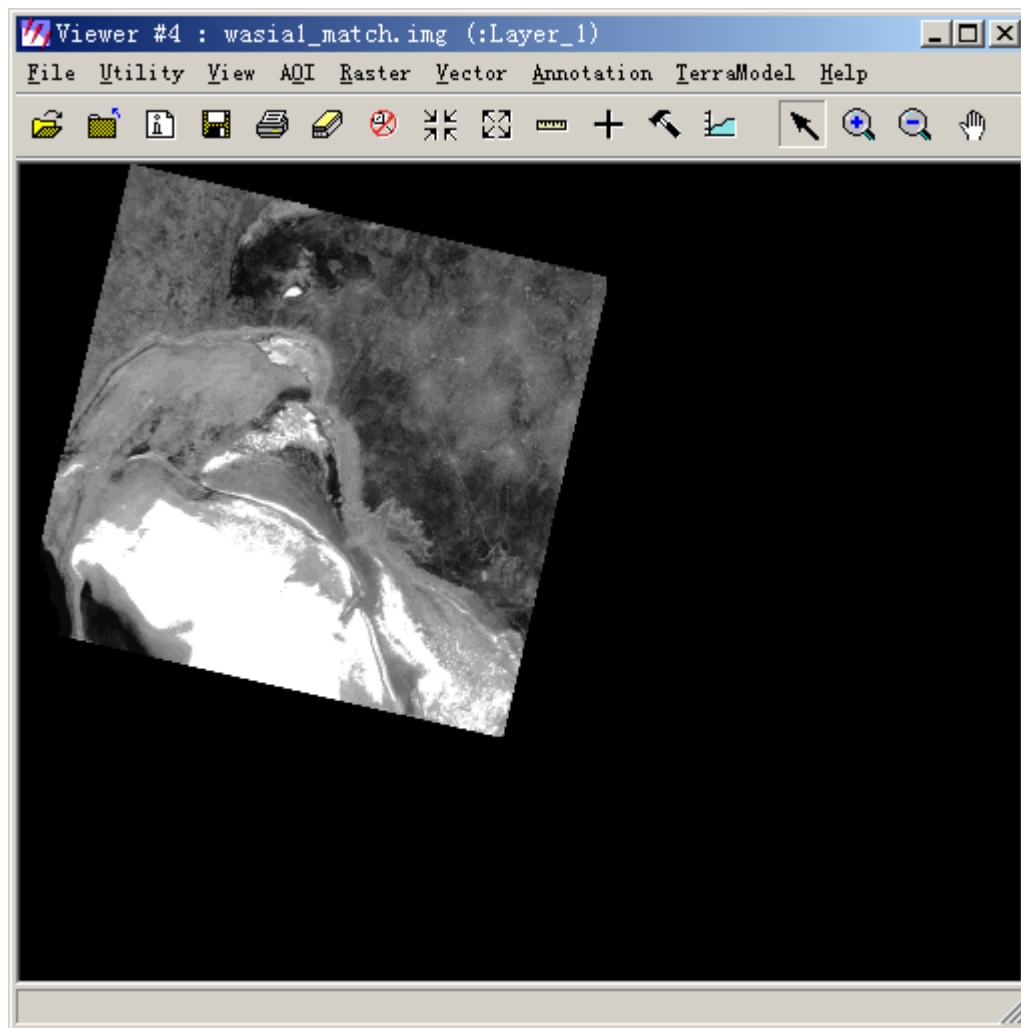 Viewer #4 : wasia1_match.img (:Layer_1)
File Utility View AOI Raster Vector Annotation TerraModel Help